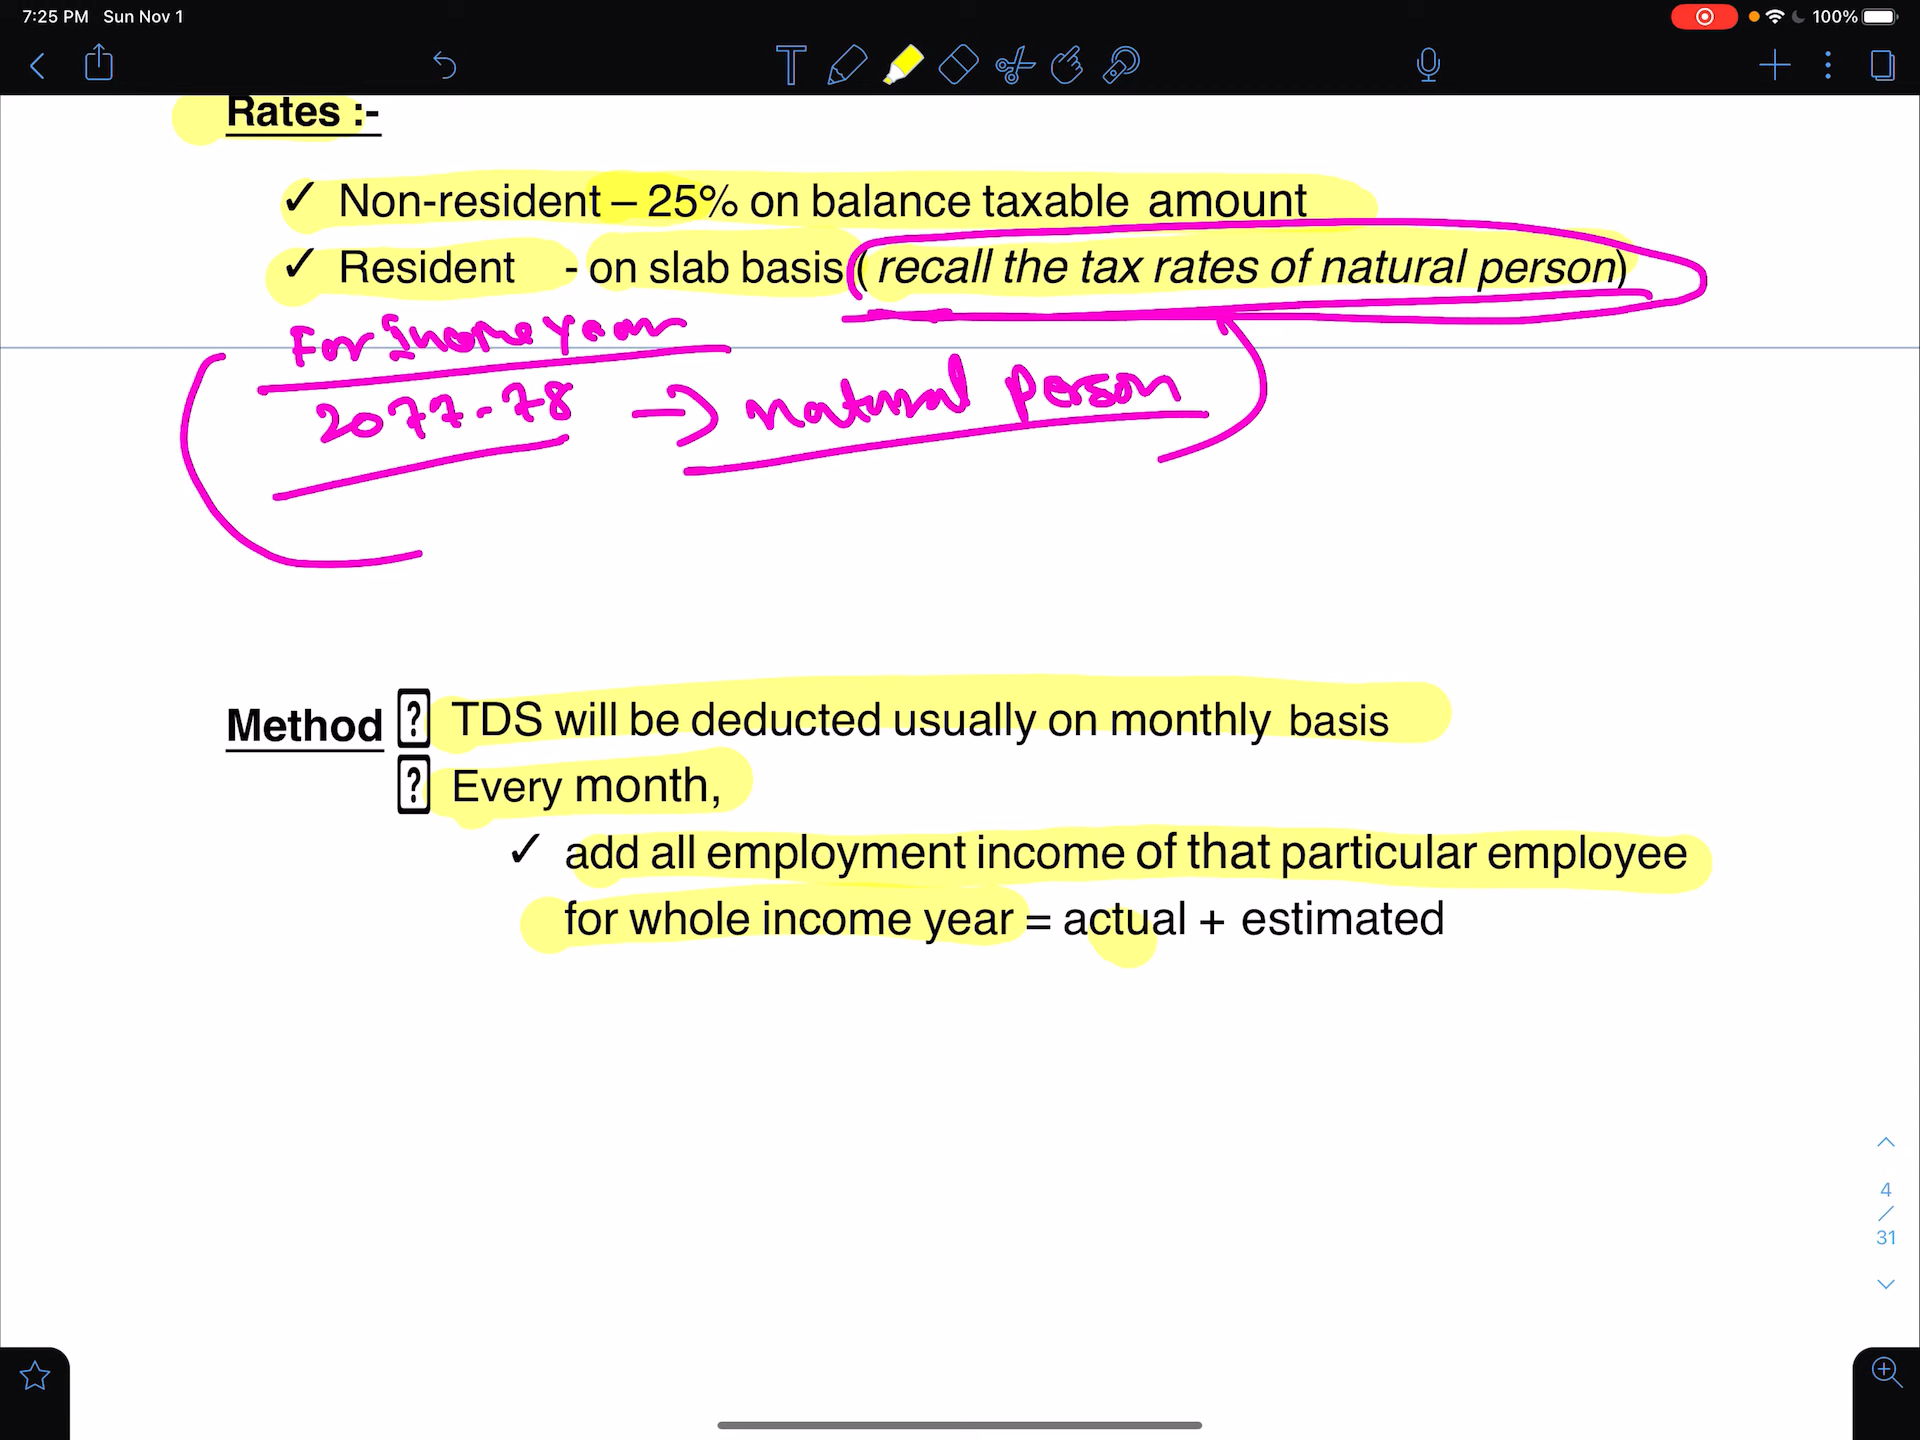 7:25 PM Sun Nov 1
100%
Rates :-
✓ Non-resident – 25% on balance taxable amount
✓ Resident - on slab basis ( recall the tax rates of natural person)
For income year
2077-78 → natural person
Method ? TDS will be deducted usually on monthly basis
? Every month,
✓ add all employment income of that particular employee
for whole income year = actual + estimated
4
/
31